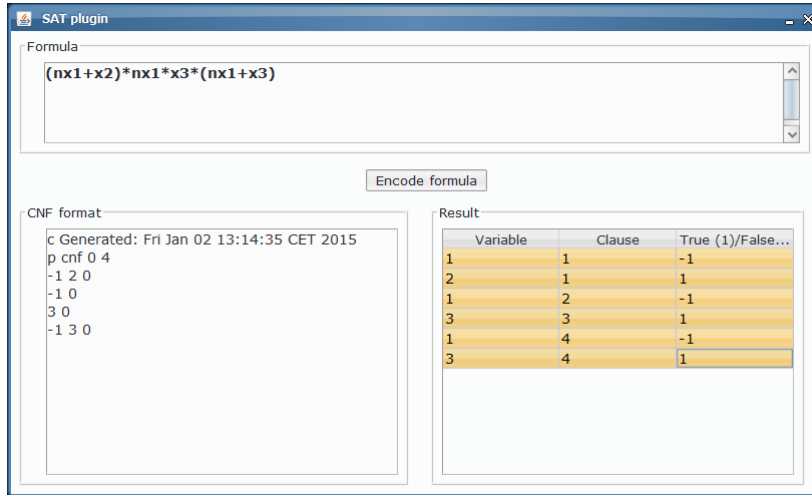 SAT plugin
Formula
(nx1+x2)*nx1*x3*(nx1+x3)
Encode formula
CNF format
c Generated: Fri Jan 02 13:14:35 CET 2015
p cnf 0 4
-1 2 0
-1 0
3 0
-1 3 0
Result
Variable Clause True (1)/False...
1 1 -1
2 1 1
1 2 -1
3 3 1
1 4 -1
3 4 1